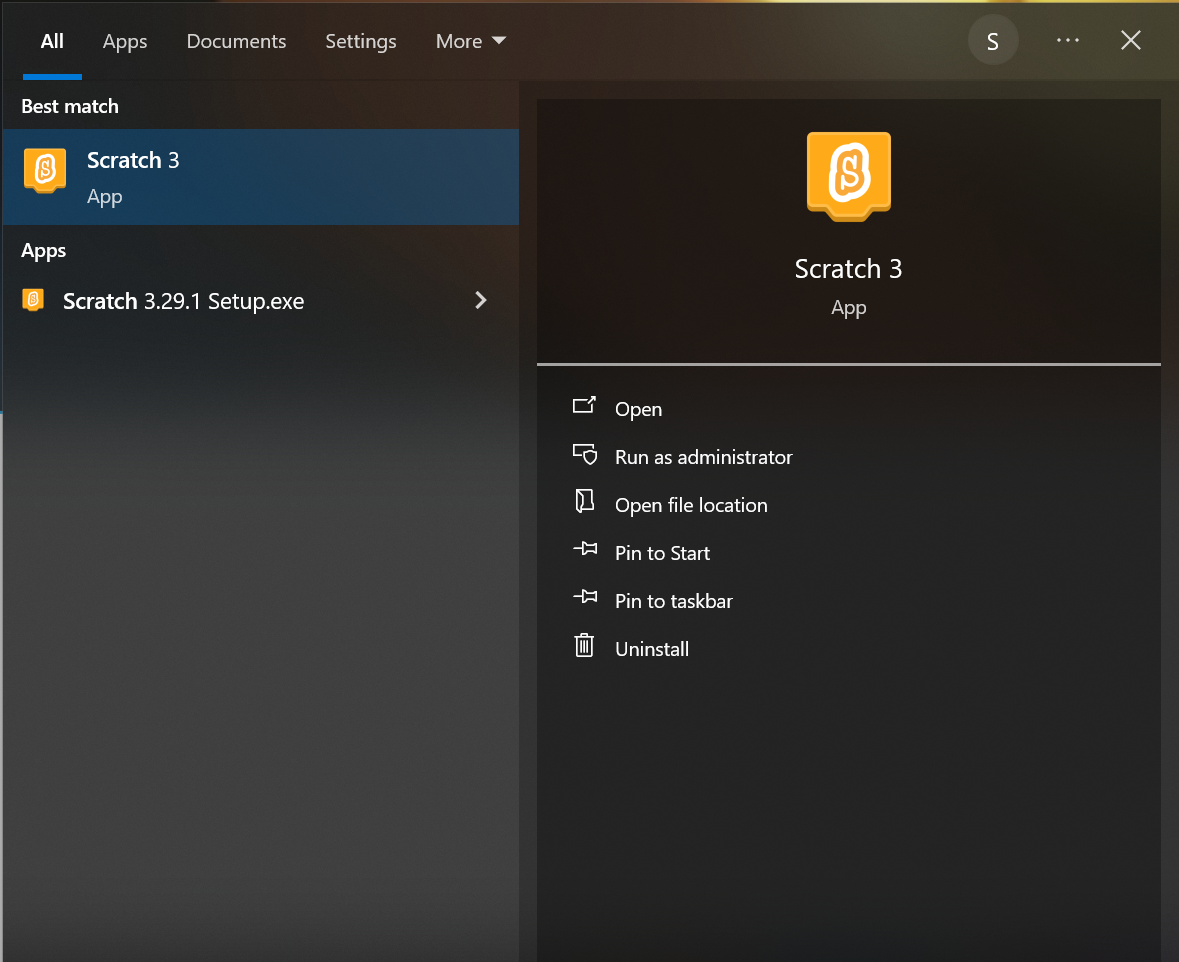 All Apps Documents Settings More S
Best match
Scratch 3
App
Apps
Scratch 3.29.1 Setup.exe
S
Scratch 3
App
Open
Run as administrator
Open file location
Pin to Start
Pin to taskbar
Uninstall